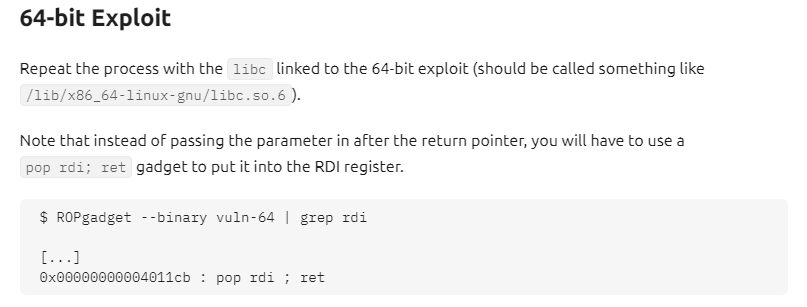 64-bit Exploit
Repeat the process with the libc linked to the 64-bit exploit (should be called something like
/lib/x86_64-linux-gnu/libc.so.6 ).
Note that instead of passing the parameter in after the return pointer, you will have to use a
pop rdi; ret gadget to put it into the RDI register.
$ ROPgadget --binary vuln-64 | grep rdi
[...]
0x00000000004011cb : pop rdi ; ret